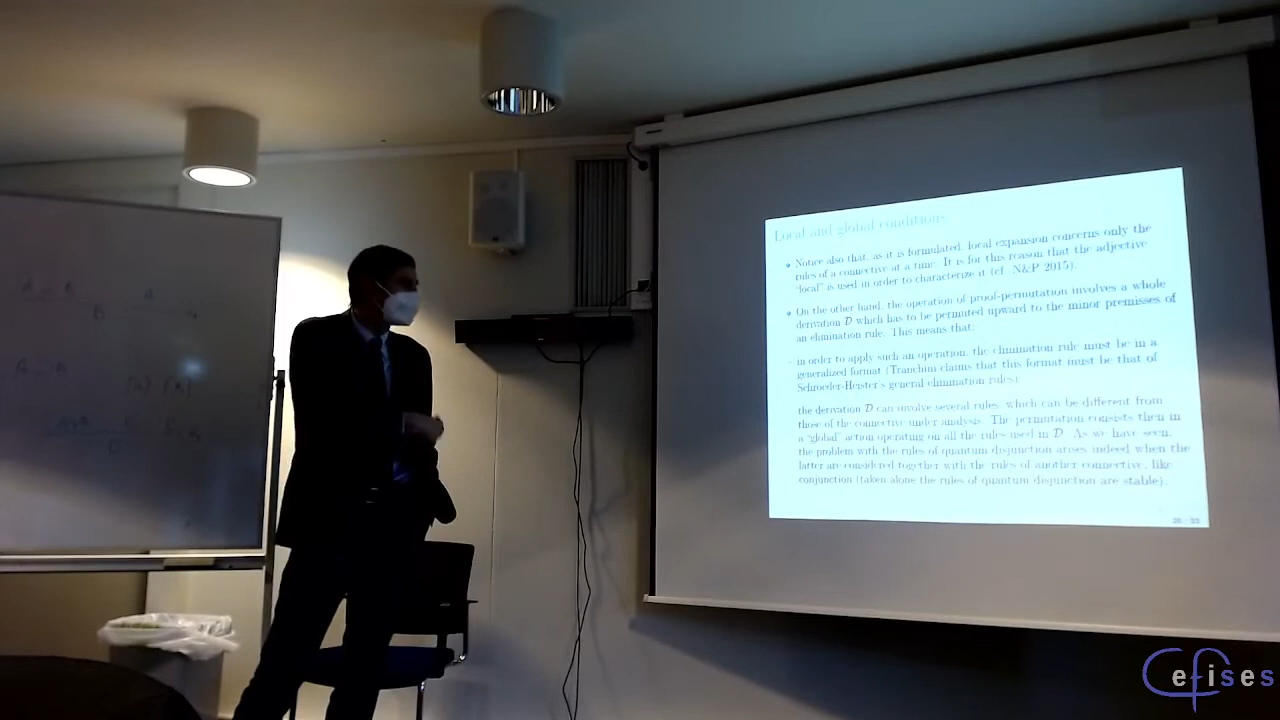 Local and global conditions
Notice also that, as it is formulated, local expansion concerns only the
rules of a connective at a time. It is for this reason that the adjective
"local" is used in order to characterize it (cf. N&P 2015).
On the other hand, the operation of proof-permutation involves a whole
derivation D which has to be permuted upward to the minor premisses of
an elimination rule. This means that:
- in order to apply such an operation, the elimination rule must be in a
generalized format (Tranchini claims that this format must be that of
Schroeder-Heister's general elimination rules)
the derivation D can involve several rules, which can be different from
those of the connective under analysis. The permutation consists then in
a "global" action operating on all the rules used in D. As we have seen,
the problem with the rules of quantum disjunction arises indeed when the
latter are considered together with the rules of another connective, like
conjunction (taken alone the rules of quantum disjunction are stable).
Cefises